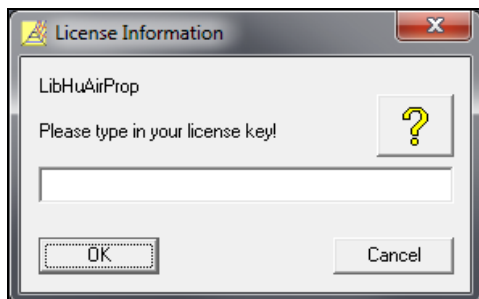 License Information
LibHuAirProp
Please type in your license key!
?
OK
Cancel